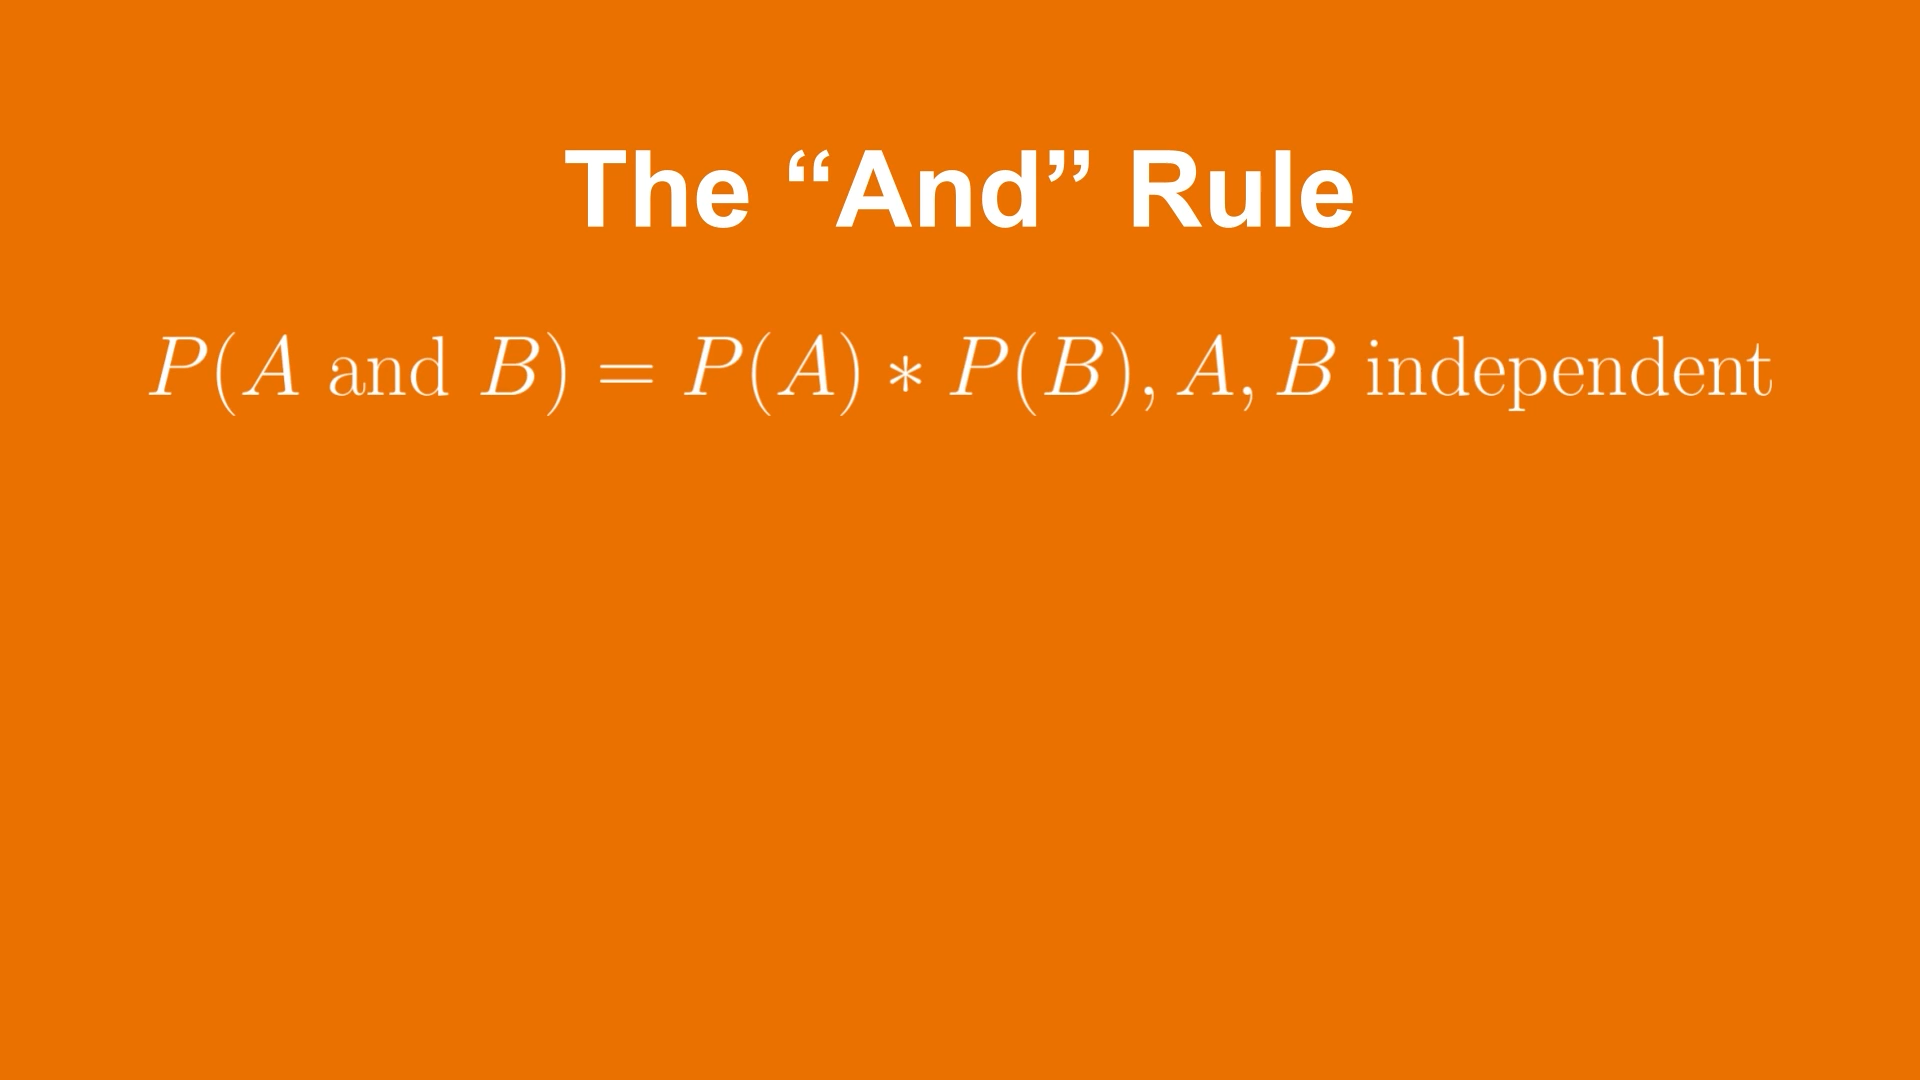 The “And” Rule
P(A and B) = P(A) ∗ P(B), A, B independent